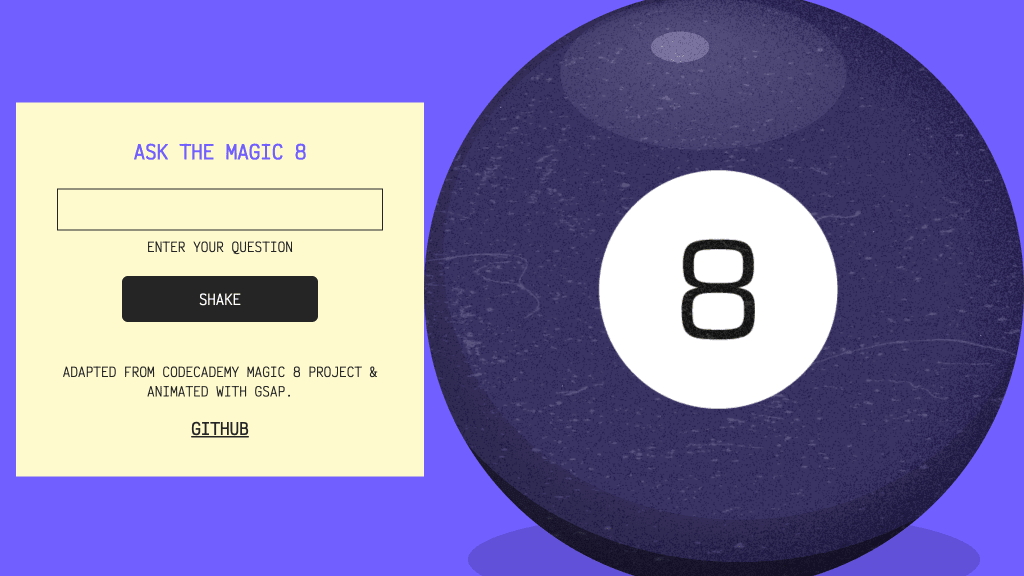 ASK THE MAGIC 8
ENTER YOUR QUESTION
SHAKE
ADAPTED FROM CODECADEMY MAGIC 8 PROJECT &
ANIMATED WITH GSAP.
GITHUB
8